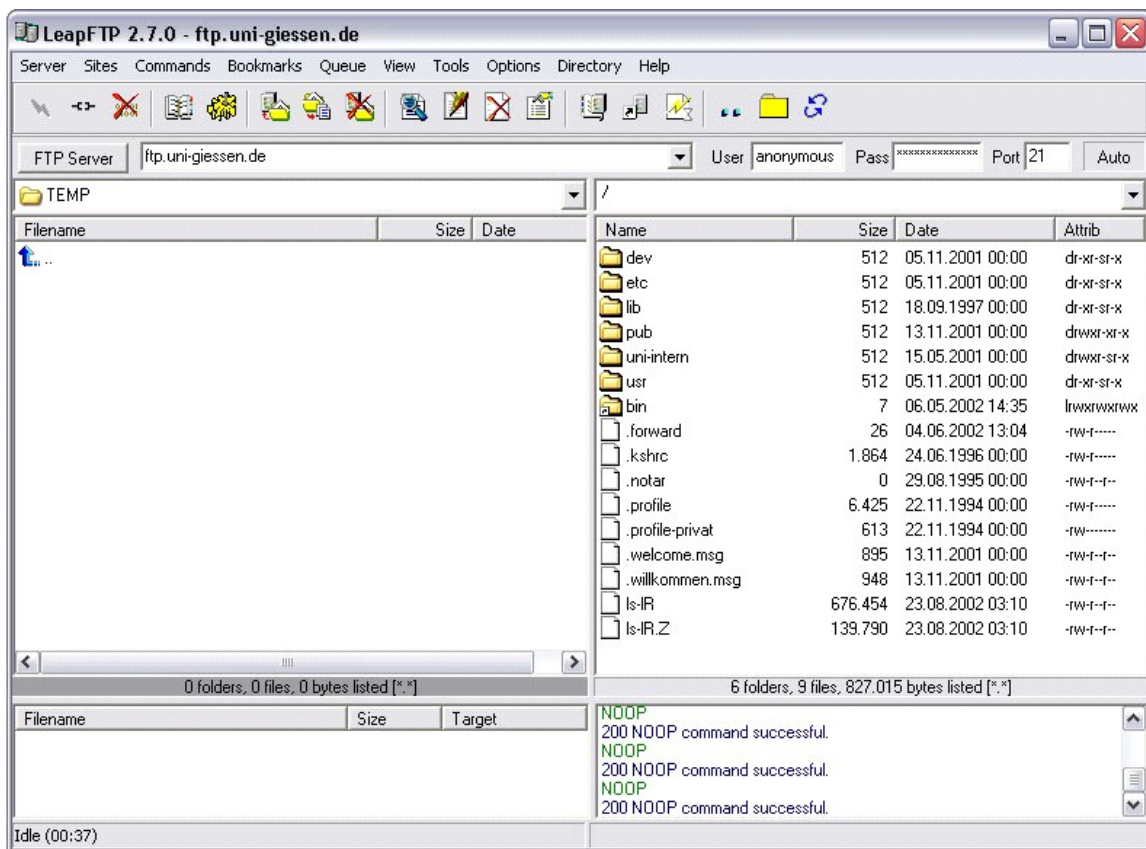 LeapFTP 2.7.0 - ftp.uni-giessen.de
Server Sites Commands Bookmarks Queue View Tools Options Directory Help
FTP Server ftp.uni-giessen.de User anonymous Pass ************** Port 21 Auto
TEMP
/
Filename Size Date
..
Name Size Date Attrib
dev 512 05.11.2001 00:00 dr-xr-sr-x
etc 512 05.11.2001 00:00 dr-xr-sr-x
lib 512 18.09.1997 00:00 dr-xr-sr-x
pub 512 13.11.2001 00:00 drwxr-xr-x
uni-intern 512 15.05.2001 00:00 drwxr-sr-x
usr 512 05.11.2001 00:00 dr-xr-sr-x
bin 7 06.05.2002 14:35 lrwxrwxrwx
.forward 26 04.06.2002 13:04 -rw-r-----
.kshrc 1.864 24.06.1996 00:00 -rw-r-----
.notar 0 29.08.1995 00:00 -rw-r--r--
.profile 6.425 22.11.1994 00:00 -rw-r-----
.profile-privat 613 22.11.1994 00:00 -rw-------
.welcome.msg 895 13.11.2001 00:00 -rw-r--r--
.willkommen.msg 948 13.11.2001 00:00 -rw-r--r--
ls-lR 676.454 23.08.2002 03:10 -rw-r--r--
ls-lR.Z 139.790 23.08.2002 03:10 -rw-r--r--
0 folders, 0 files, 0 bytes listed [*.*]
6 folders, 9 files, 827.015 bytes listed [*.*]
Filename Size Target
NOOP
200 NOOP command successful.
NOOP
200 NOOP command successful.
NOOP
200 NOOP command successful.
Idle (00:37)